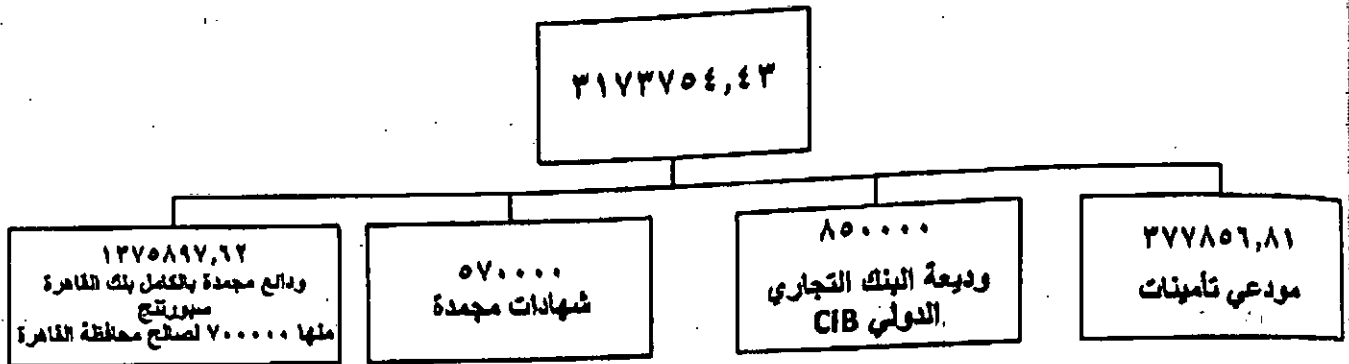 ٣١٧٣٧٥٤,٤٣
٣٧٧٨٥٦,٨١
مودعي تأمينات
٨٥٠٠٠٠
وديعة البنك التجاري
الدولي CIB
٥٧٠٠٠٠
شهادات مجمدة
١٣٧٥٨٩٧,٦٢
ودائع مجمدة بالكامل بنك القاهرة
سبورتنج
منها ٧٠٠٠٠٠ لصالح محافظة القاهرة